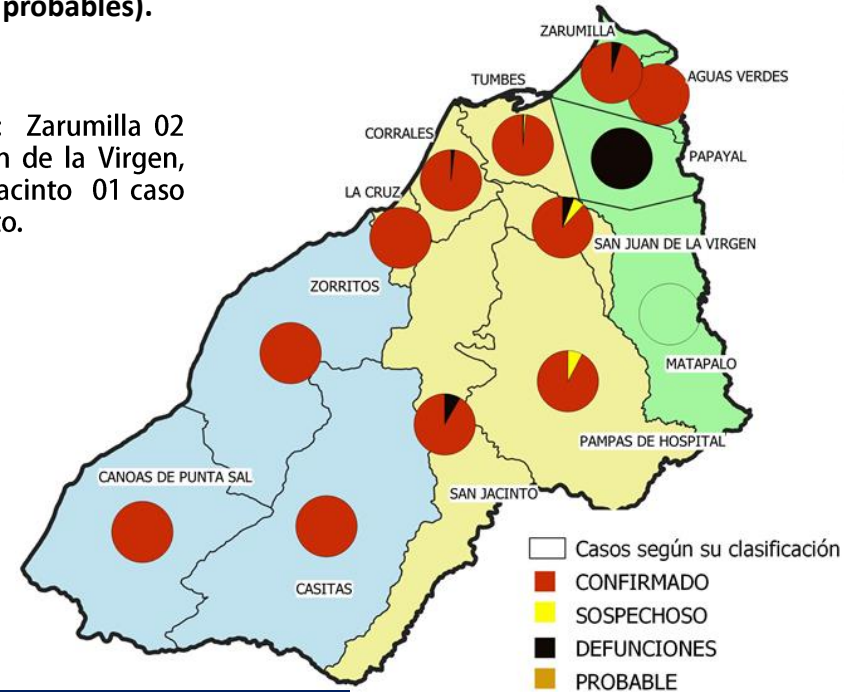 probables).
: Zarumilla 02
n de la Virgen,
acinto 01 caso
o.
ZARUMILLA
AGUAS VERDES
TUMBES
CORRALES
PAPAYAL
LA CRUZ
SAN JUAN DE LA VIRGEN
ZORRITOS
MATAPALO
PAMPAS DE HOSPITAL
CANOAS DE PUNTA SAL
SAN JACINTO
CASITAS
Casos según su clasificación
CONFIRMADO
SOSPECHOSO
DEFUNCIONES
PROBABLE